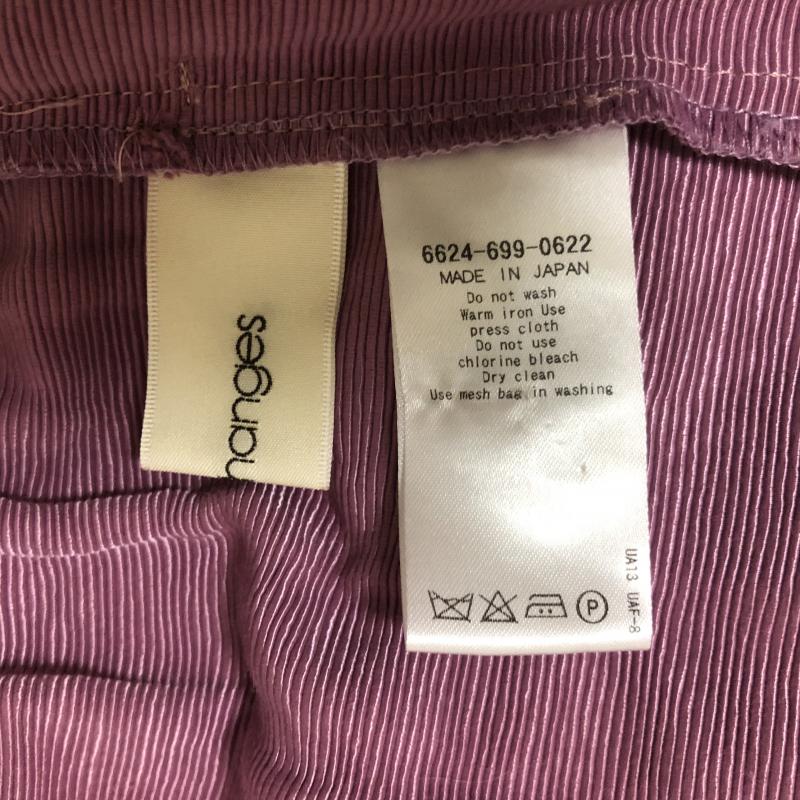 nanges
6624-699-0622
MADE IN JAPAN
Do not wash
Warm iron Use
press cloth
Do not use
chlorine bleach
Dry clean
Use mesh bag in washing
UA13 UAF-8
P